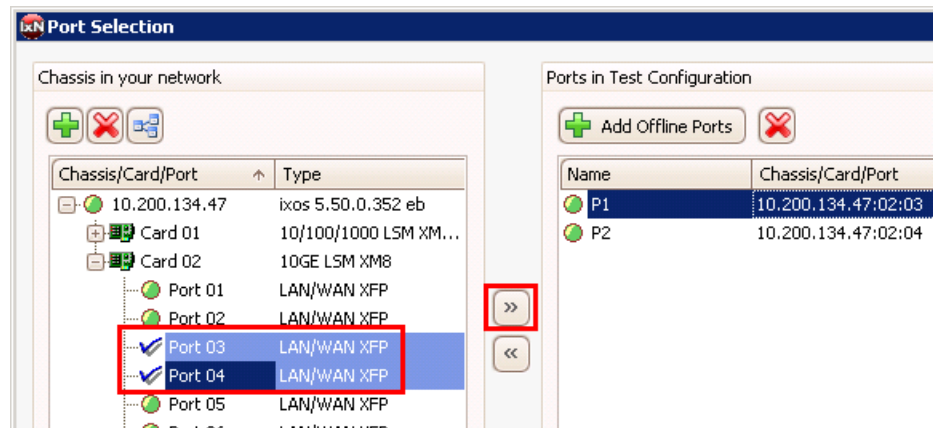 IxN Port Selection
Chassis in your network
Ports in Test Configuration
Add Offline Ports
Chassis/Card/Port Type
Name Chassis/Card/Port
10.200.134.47 ixos 5.50.0.352 eb
P1 10.200.134.47:02:03
Card 01 10/100/1000 LSM XM...
P2 10.200.134.47:02:04
Card 02 10GE LSM XM8
Port 01 LAN/WAN XFP
Port 02 LAN/WAN XFP
>>
Port 03 LAN/WAN XFP
<<
Port 04 LAN/WAN XFP
Port 05 LAN/WAN XFP